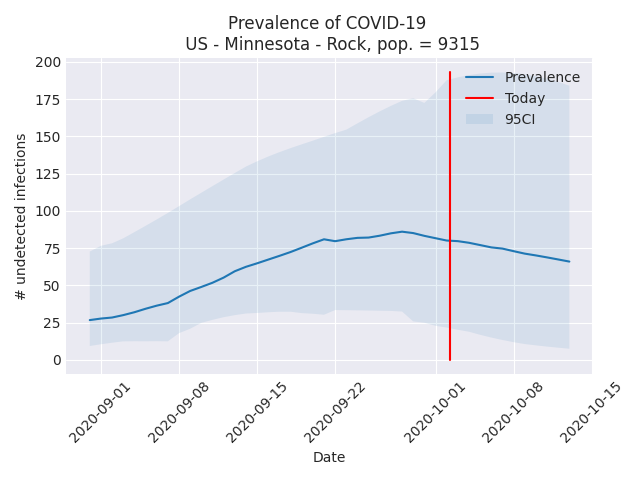 Prevalence of COVID-19
US - Minnesota - Rock, pop. = 9315
200
175
150
125
100
75
50
25
0
# undetected infections
Prevalence
Today
95CI
2020-09-01
2020-09-08
2020-09-15
2020-09-22
2020-10-01
2020-10-08
2020-10-15
Date